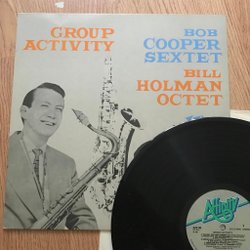 GROUP
ACTIVITY
BOB
COOPER
SEXTET
BILL
HOLMAN
OCTET
Affinity